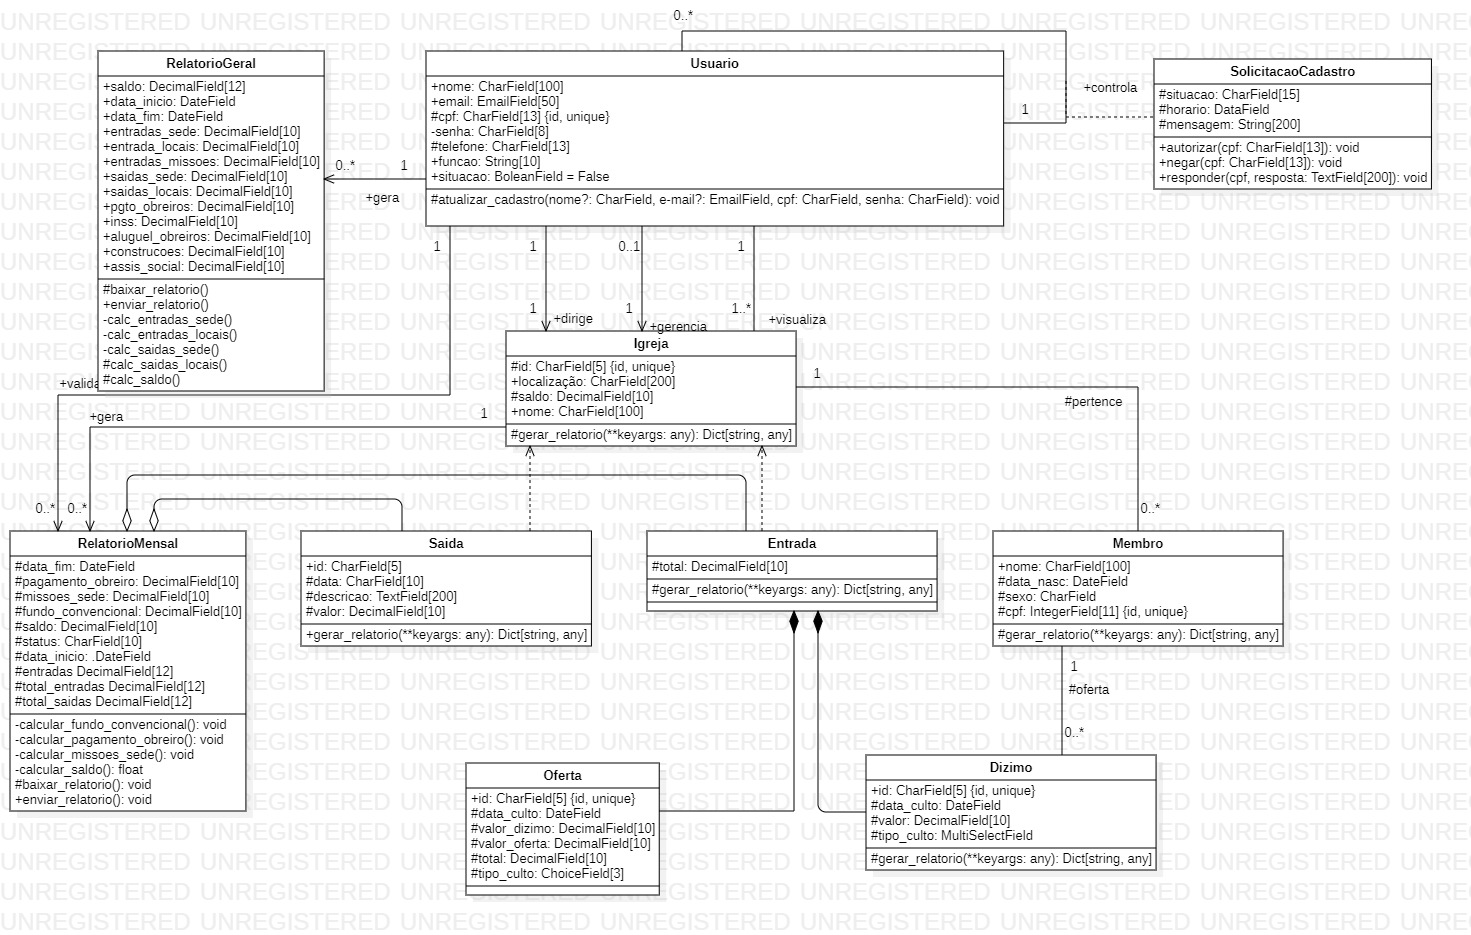 0..*
RelatorioGeral
+saldo: DecimalField[12]
+data_inicio: DateField
+data_fim: DateField
+entradas_sede: DecimalField[10]
+entrada_locais: DecimalField[10]
+entradas_missoes: DecimalField[10]
+saidas_sede: DecimalField[10]
+saidas_locais: DecimalField[10]
+pgto_obreiros: DecimalField[10]
+inss: DecimalField[10]
+aluguel_obreiros: DecimalField[10]
+construcoes: DecimalField[10]
+assis_social: DecimalField[10]
#baixar_relatorio()
+enviar_relatorio()
-calc_entradas_sede()
-calc_entradas_locais()
-calc_saidas_sede()
#calc_saidas_locais()
#calc_saldo()
Usuario
+nome: CharField[100]
+email: EmailField[50]
#cpf: CharField[13] {id, unique}
-senha: CharField[8]
#telefone: CharField[13]
+funcao: String[10]
+situacao: BoleanField = False
#atualizar_cadastro(nome?: CharField, e-mail?: EmailField, cpf: CharField, senha: CharField): void
+controla
1
SolicitacaoCadastro
#situacao: CharField[15]
#horario: DataField
#mensagem: String[200]
+autorizar(cpf: CharField[13]): void
+negar(cpf: CharField[13]): void
+responder(cpf, resposta: TextField[200]): void
0..*
1
+gera
1
1
0..1
1
1
1
1..*
+dirige
+gerencia
+visualiza
Igreja
#id: CharField[5] {id, unique}
+localização: CharField[200]
#saldo: DecimalField[10]
+nome: CharField[100]
#gerar_relatorio(**keyargs: any): Dict[string, any]
1
#pertence
0..*
+valida
+gera
1
0..*
0..*
RelatorioMensal
#data_fim: DateField
#pagamento_obreiro: DecimalField[10]
#missoes_sede: DecimalField[10]
#fundo_convencional: DecimalField[10]
#saldo: DecimalField[10]
#status: CharField[10]
#data_inicio: .DateField
#entradas DecimalField[12]
#total_entradas DecimalField[12]
#total_saidas DecimalField[12]
-calcular_fundo_convencional(): void
-calcular_pagamento_obreiro(): void
-calcular_missoes_sede(): void
-calcular_saldo(): float
#baixar_relatorio(): void
+enviar_relatorio(): void
Saida
+id: CharField[5]
#data: CharField[10]
#descricao: TextField[200]
#valor: DecimalField[10]
+gerar_relatorio(**keyargs: any): Dict[string, any]
Entrada
#total: DecimalField[10]
#gerar_relatorio(**keyargs: any): Dict[string, any]
Membro
+nome: CharField[100]
#data_nasc: DateField
#sexo: CharField
#cpf: IntegerField[11] {id, unique}
#gerar_relatorio(**keyargs: any): Dict[string, any]
1
#oferta
0..*
Oferta
+id: CharField[5] {id, unique}
#data_culto: DateField
#valor_dizimo: DecimalField[10]
#valor_oferta: DecimalField[10]
#total: DecimalField[10]
#tipo_culto: ChoiceField[3]
Dizimo
+id: CharField[5] {id, unique}
#data_culto: DateField
#valor: DecimalField[10]
#tipo_culto: MultiSelectField
#gerar_relatorio(**keyargs: any): Dict[string, any]
UNREGISTERED